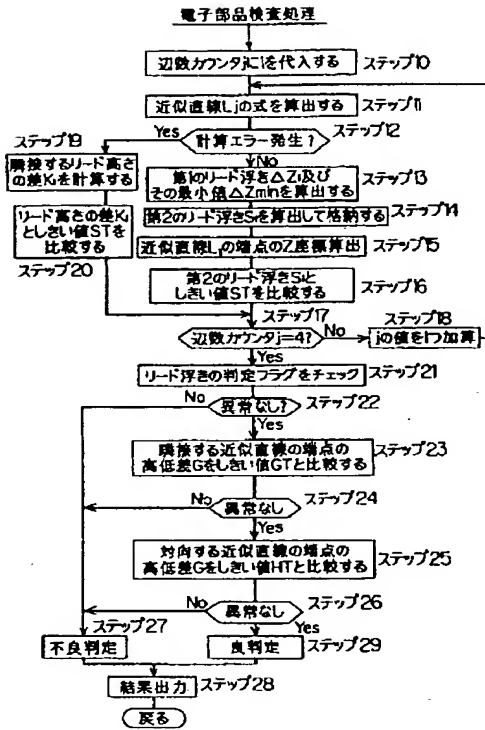 電子部品検査処理
辺数カウンタjに1を代入する
ステップ10
近似直線Ljの式を算出する
ステップ11
ステップ19
Yes
計算エラー発生?
ステップ12
隣接するリード高さ
の差Kiを計算する
No
第1のリード浮き△Zi及び
その最小値△Zminを算出する
ステップ13
第2のリード浮きSiを算出して格納する
ステップ14
リード高さの差Ki
としきい値STを
比較する
近似直線Ljの端点のZ座標算出
ステップ15
ステップ20
第2のリード浮きSiと
しきい値STを比較する
ステップ16
ステップ17
ステップ18
辺数カウンタj=4?
No
jの値を1つ加算
Yes
リード浮きの判定フラグをチェック
ステップ21
No
異常なし?
ステップ22
Yes
隣接する近似直線の端点の
高低差Gをしきい値GTと比較する
ステップ23
No
異常なし
ステップ24
Yes
対向する近似直線の端点の
高低差Gをしきい値HTと比較する
ステップ25
No
異常なし
ステップ26
ステップ27
Yes
不良判定
良判定
ステップ29
結果出力
ステップ28
戻る